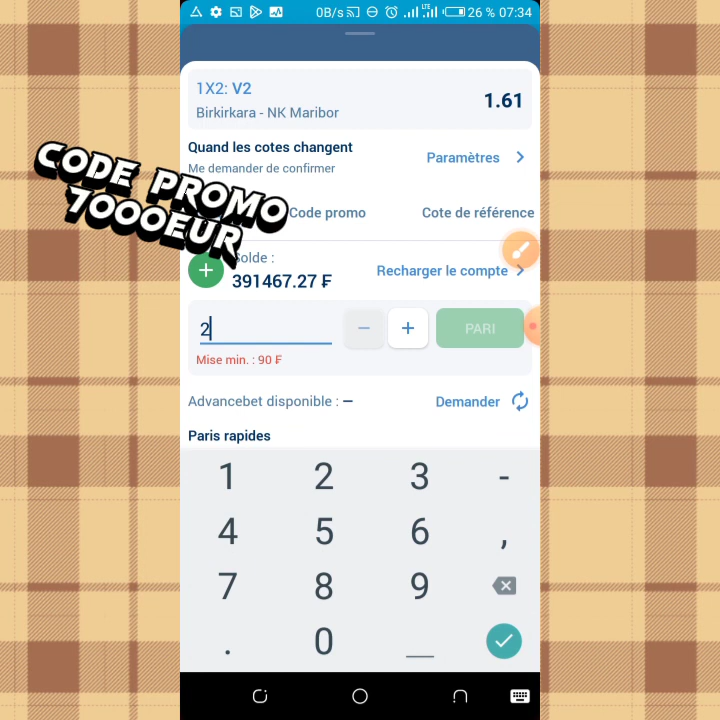 0B/s LTE 26 % 07:34
1X2: V2
1.61
Birkirkara - NK Maribor
Quand les cotes changent
Me demander de confirmer
Paramètres
CODE PROMO
7000EUR
Code promo
Cote de référence
Solde :
391467.27 ₣
Recharger le compte
2
PARI
Mise min. : 90 ₣
Advancebet disponible : –
Demander
Paris rapides
1 2 3 -
4 5 6 ,
7 8 9
. 0 _